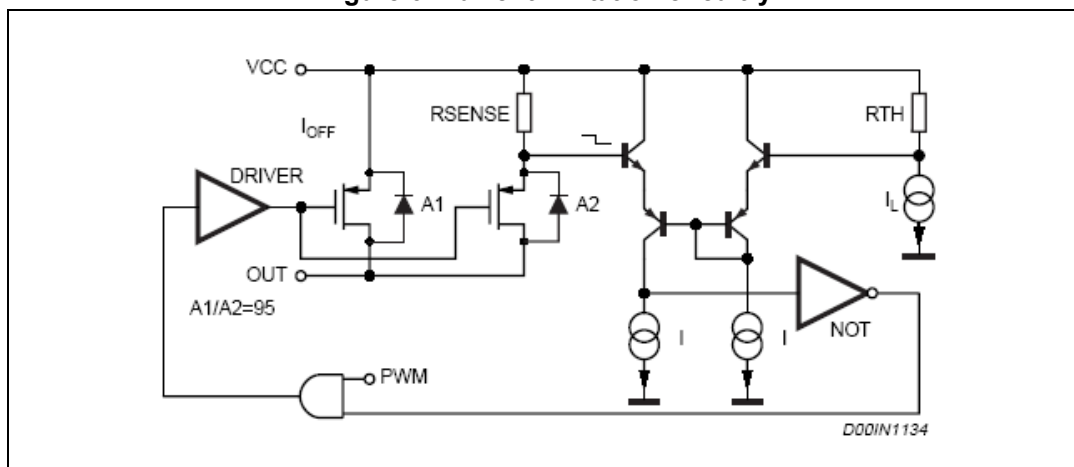 VCC
RSENSE
RTH
IOFF
DRIVER
A1
A2
IL
OUT
A1/A2=95
I
I
NOT
PWM
D00IN1134